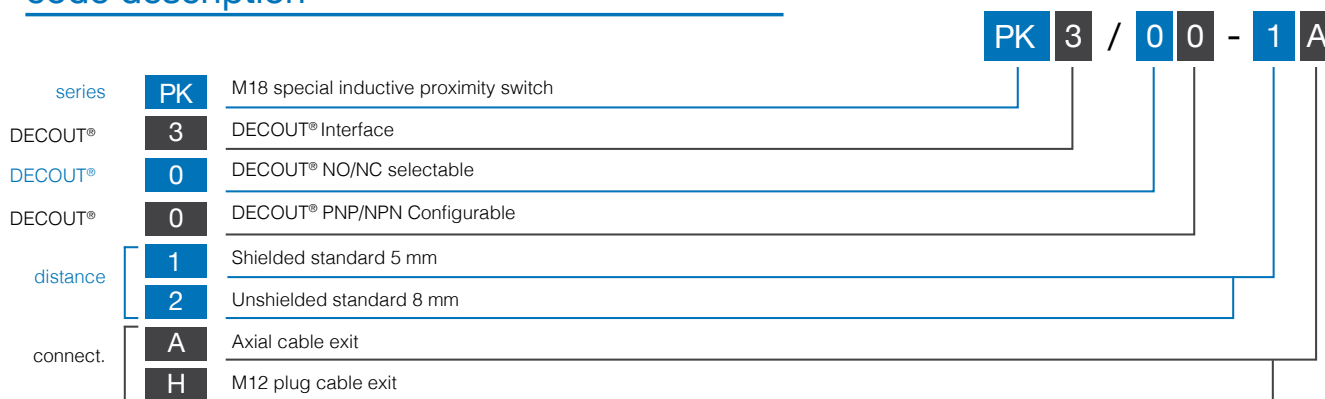 code description
PK 3 / 0 0 - 1 A
series PK M18 special inductive proximity switch
DECOUT® 3 DECOUT® Interface
DECOUT® 0 DECOUT® NO/NC selectable
DECOUT® 0 DECOUT® PNP/NPN Configurable
distance
1 Shielded standard 5 mm
2 Unshielded standard 8 mm
connect.
A Axial cable exit
H M12 plug cable exit